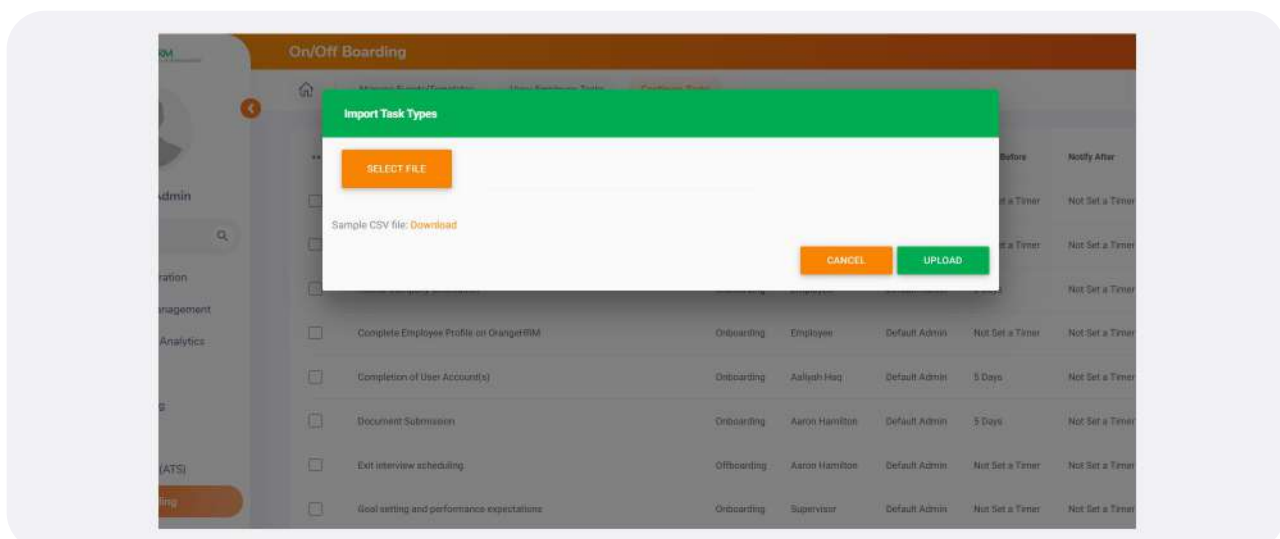 On/Off Boarding
Import Task Types
SELECT FILE
Before
Notify After
Admin
Not Set a Timer
Sample CSV file: Download
Not Set a Timer
CANCEL
UPLOAD
Not Set a Timer
Complete Employee Profile on OrangeHRM Onboarding Employee Default Admin Not Set a Timer Not Set a Timer
Analytics
Completion of User Account(s) Onboarding Aaliyah Haq Default Admin 5 Days Not Set a Timer
Document Submission Onboarding Aaron Hamilton Default Admin 5 Days Not Set a Timer
(ATS)
Exit interview scheduling Offboarding Aaron Hamilton Default Admin Not Set a Timer Not Set a Timer
Goal setting and performance expectations Onboarding Supervisor Default Admin Not Set a Timer Not Set a Timer